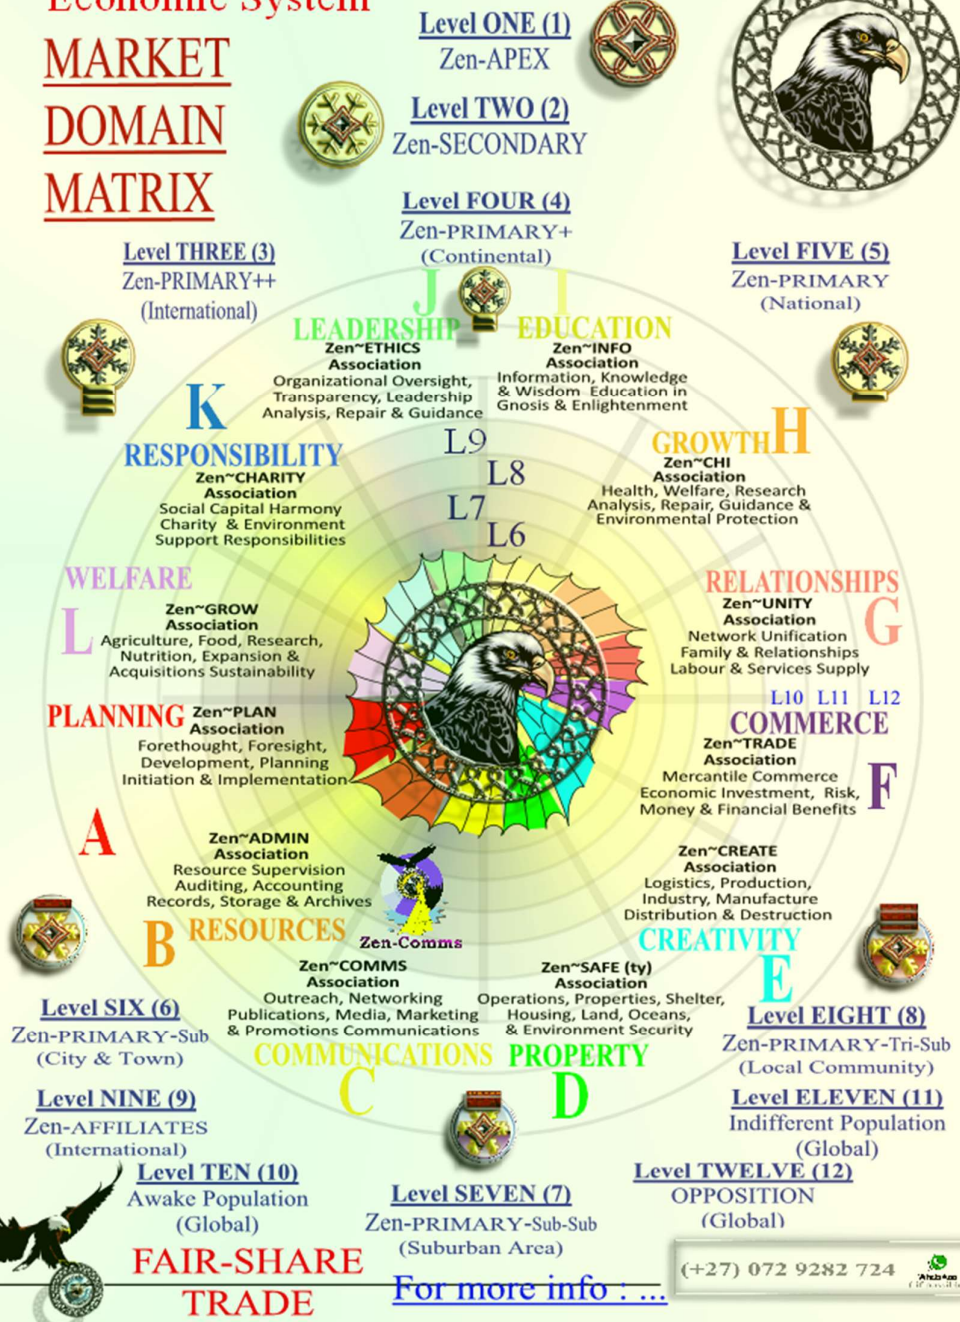 Economic System
MARKET
DOMAIN
MATRIX
Level ONE (1)
Zen-APEX
Level TWO (2)
Zen-SECONDARY
Level THREE (3)
Zen-PRIMARY++
(International)
Level FOUR (4)
Zen-PRIMARY+
(Continental)
Level FIVE (5)
Zen-PRIMARY
(National)
J
LEADERSHIP
Zen~ETHICS
Association
Organizational Oversight,
Transparency, Leadership
Analysis, Repair & Guidance
I
EDUCATION
Zen~INFO
Association
Information, Knowledge
& Wisdom Education in
Gnosis & Enlightenment
K
RESPONSIBILITY
Zen~CHARITY
Association
Social Capital Harmony
Charity & Environment
Support Responsibilities
L9
L8
L7
L6
GROWTH H
Zen~CHI
Association
Health, Welfare, Research
Analysis, Repair, Guidance &
Environmental Protection
WELFARE
L
Zen~GROW
Association
Agriculture, Food, Research,
Nutrition, Expansion &
Acquisitions Sustainability
RELATIONSHIPS
G
Zen~UNITY
Association
Network Unification
Family & Relationships
Labour & Services Supply
PLANNING
Zen~PLAN
Association
Forethought, Foresight,
Development, Planning
Initiation & Implementation
A
L10 L11 L12
COMMERCE
Zen~TRADE
Association
Mercantile Commerce
Economic Investment, Risk,
Money & Financial Benefits
F
Zen~ADMIN
Association
Resource Supervision
Auditing, Accounting
Records, Storage & Archives
B RESOURCES
Zen-Comms
Zen~CREATE
Association
Logistics, Production,
Industry, Manufacture
Distribution & Destruction
CREATIVITY
E
Zen~COMMS
Association
Outreach, Networking
Publications, Media, Marketing
& Promotions Communications
COMMUNICATIONS
C
Zen~SAFE (ty)
Association
Operations, Properties, Shelter,
Housing, Land, Oceans,
& Environment Security
PROPERTY
D
Level SIX (6)
Zen-PRIMARY-Sub
(City & Town)
Level EIGHT (8)
Zen-PRIMARY-Tri-Sub
(Local Community)
Level NINE (9)
Zen-AFFILIATES
(International)
Level ELEVEN (11)
Indifferent Population
(Global)
Level TEN (10)
Awake Population
(Global)
Level SEVEN (7)
Zen-PRIMARY-Sub-Sub
(Suburban Area)
Level TWELVE (12)
OPPOSITION
(Global)
FAIR-SHARE
TRADE
For more info : ...
(+27) 072 9282 724
WhatsApp